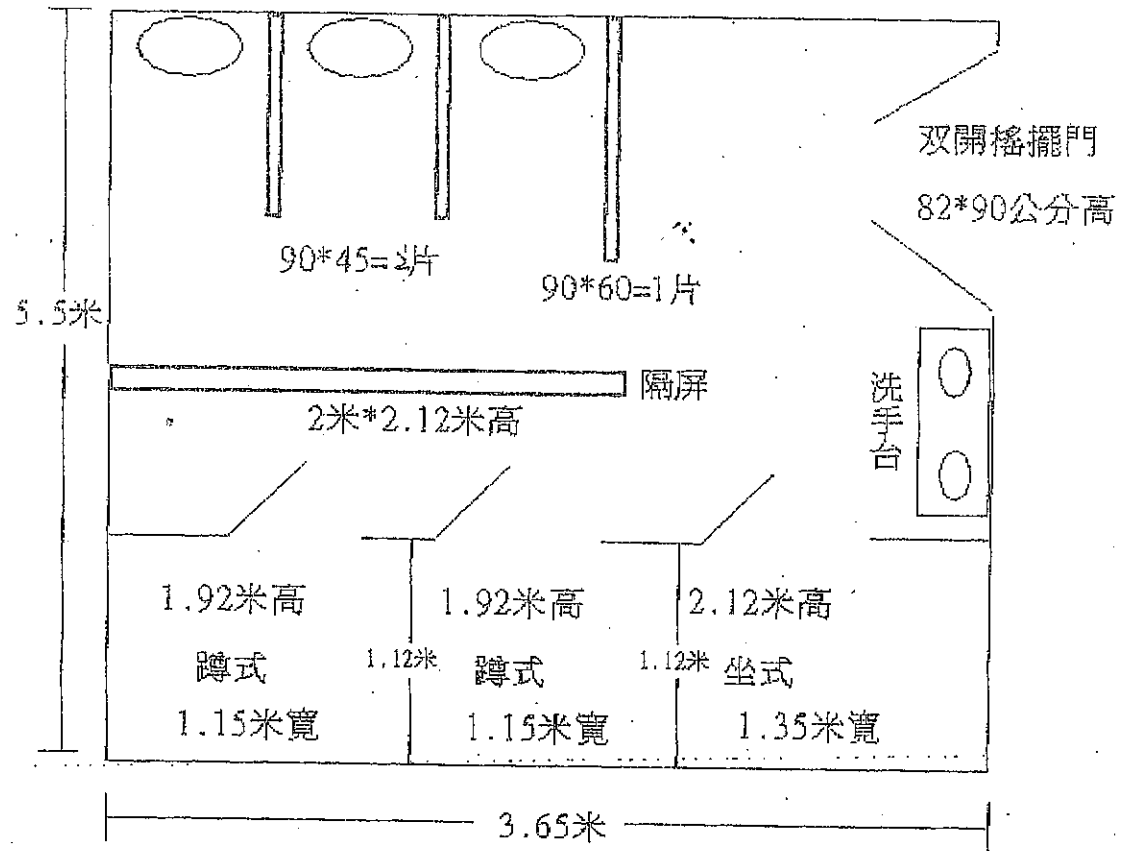 双開搖擺門
82*90公分高
90*45=2片
90*60=1片
5.5米
隔屏
2米*2.12米高
洗手台
1.92米高
1.92米高
2.12米高
蹲式
1.12米
蹲式
1.12米
坐式
1.15米寬
1.15米寬
1.35米寬
3.65米